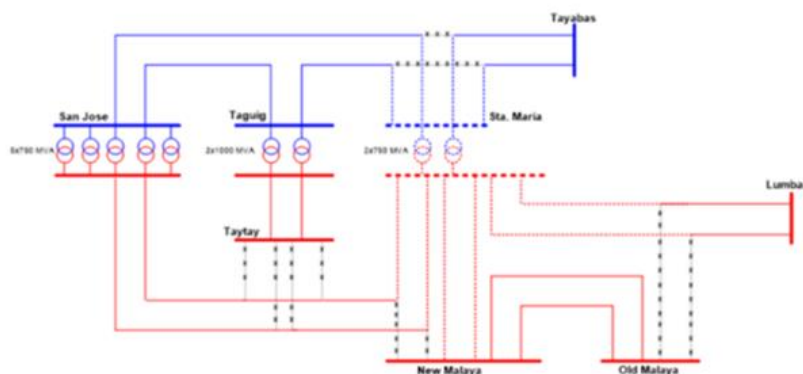 Tayabas
San Jose
Taguig
Sta. Maria
5x750 MVA
2x1000 MVA
2x750 MVA
Lumban
Taytay
New Malaya
Old Malaya